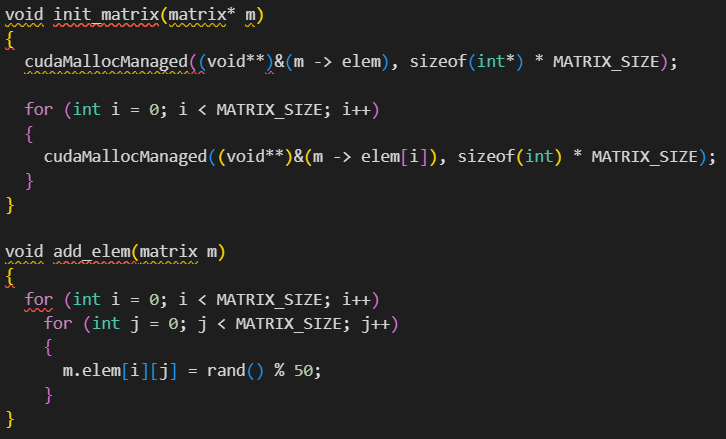 void init_matrix(matrix* m)
{
  cudaMallocManaged((void**)&(m -> elem), sizeof(int*) * MATRIX_SIZE);
  for (int i = 0; i < MATRIX_SIZE; i++)
  {
    cudaMallocManaged((void**)&(m -> elem[i]), sizeof(int) * MATRIX_SIZE);
  }
}
void add_elem(matrix m)
{
  for (int i = 0; i < MATRIX_SIZE; i++)
    for (int j = 0; j < MATRIX_SIZE; j++)
    {
      m.elem[i][j] = rand() % 50;
    }
}